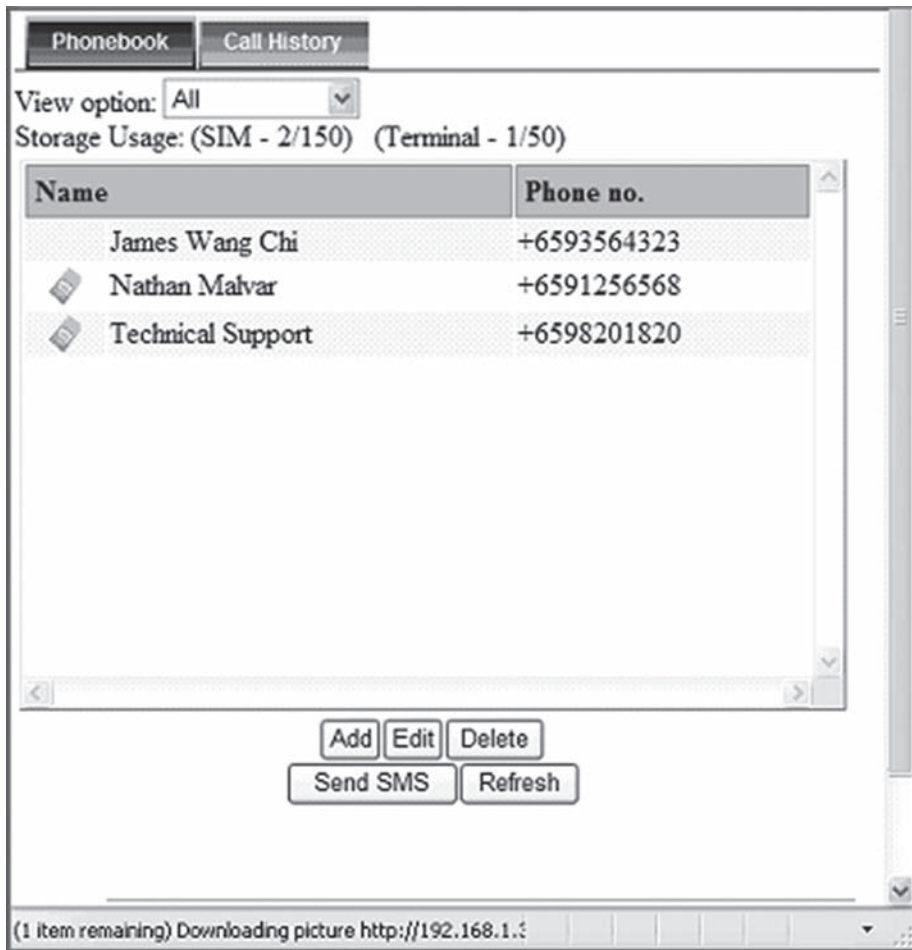 Phonebook Call History
View option: All
Storage Usage: (SIM - 2/150) (Terminal - 1/50)
Name Phone no.
James Wang Chi +6593564323
Nathan Malvar +6591256568
Technical Support +6598201820
Add Edit Delete
Send SMS Refresh
(1 item remaining) Downloading picture http://192.168.1.